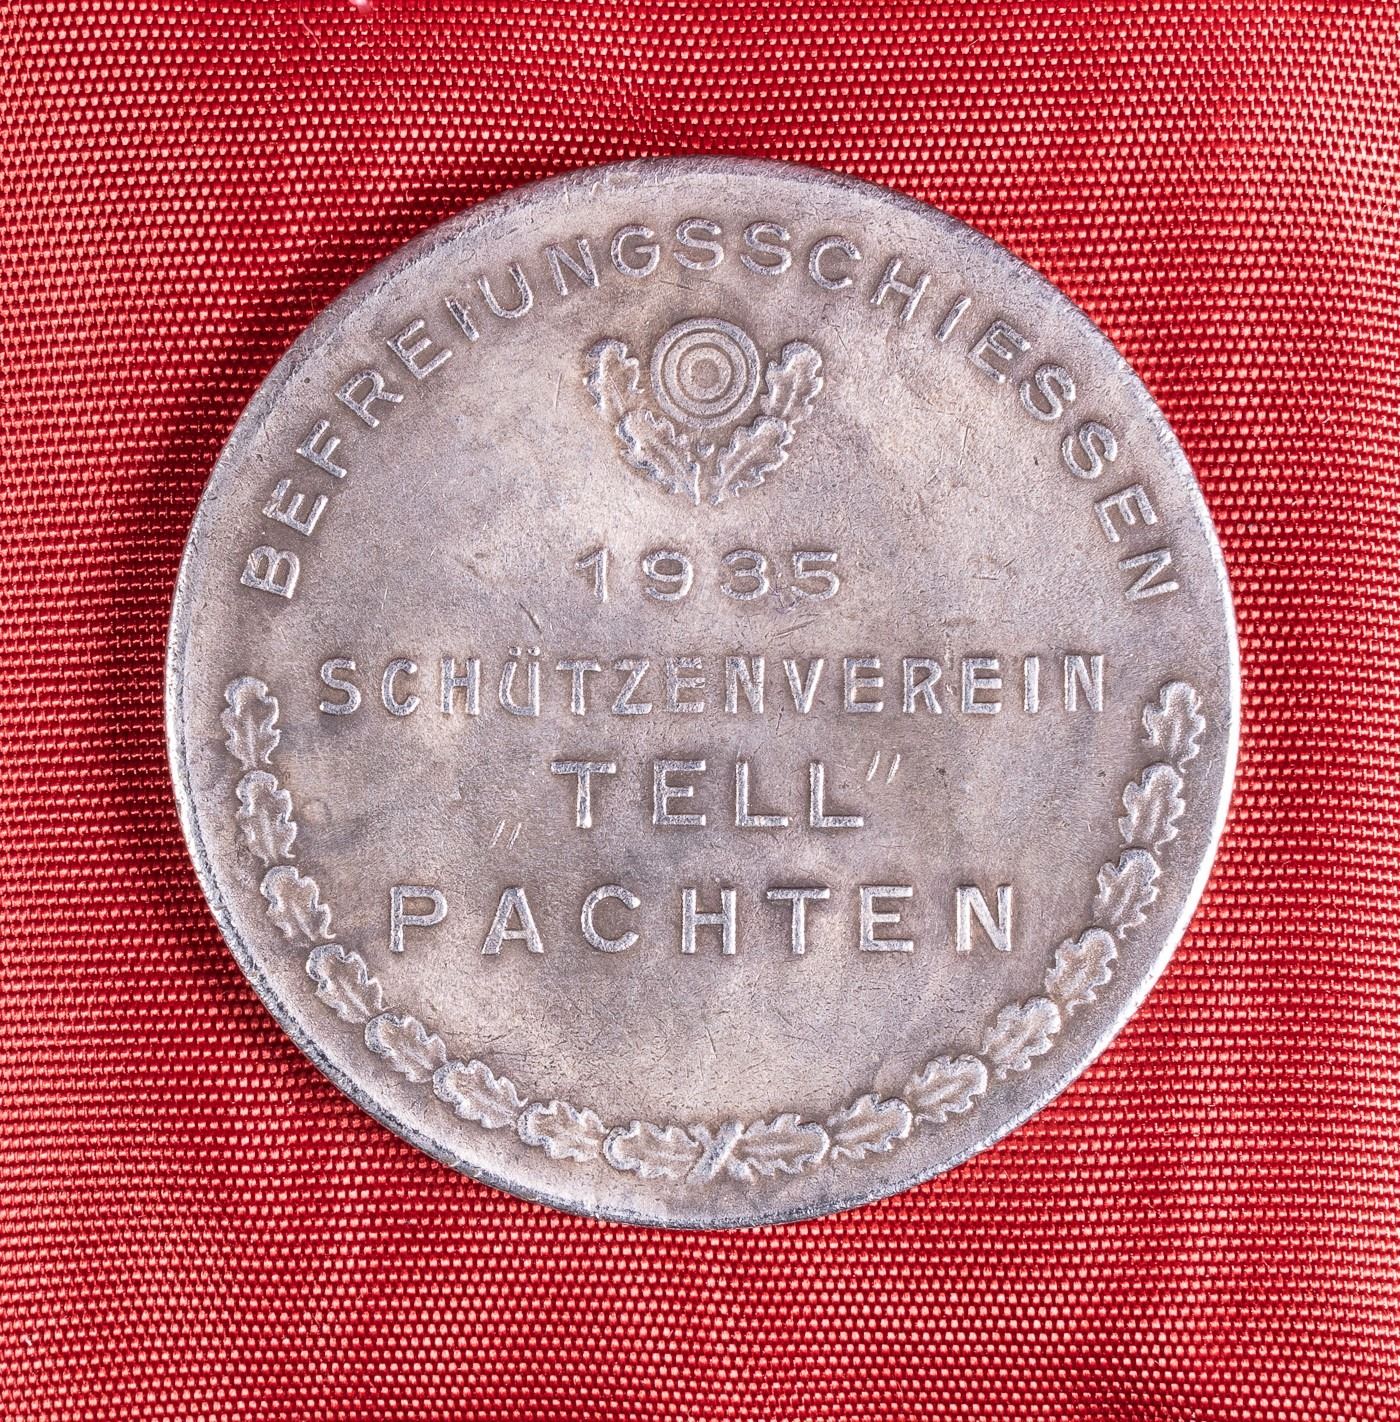 BEFREIUNGSSCHIESSEN
1935
SCHÜTZENVEREIN
„TELL"
PACHTEN